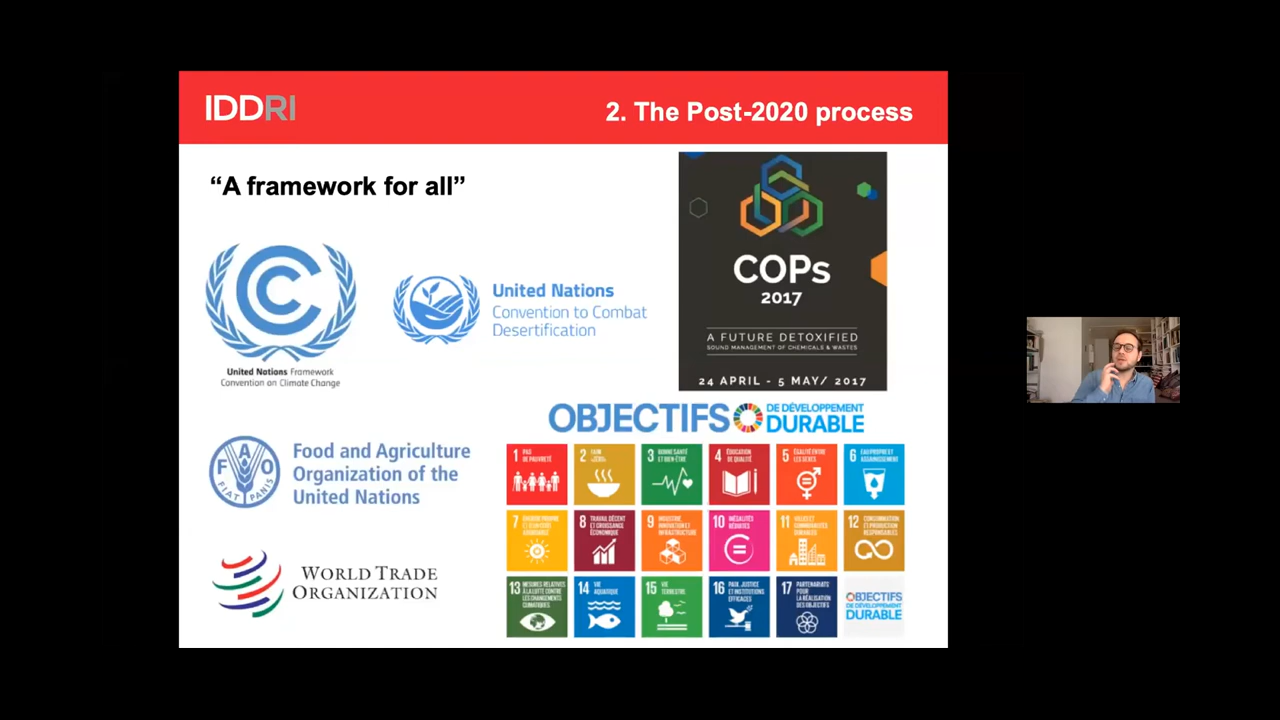 IDDRI
2. The Post-2020 process
“A framework for all”
United Nations Framework
Convention on Climate Change
United Nations
Convention to Combat
Desertification
COPs
2017
A FUTURE DETOXIFIED
SOUND MANAGEMENT OF CHEMICALS & WASTES
24 APRIL - 5 MAY/ 2017
FAO
FIAT PANIS
Food and Agriculture
Organization of the
United Nations
WORLD TRADE
ORGANIZATION
OBJECTIFS
DE DÉVELOPPEMENT
DURABLE
1 PAS
DE PAUVRETÉ
2 FAIM
3 BONNE SANTÉ
ET BIEN-ÊTRE
4 ÉDUCATION
DE QUALITÉ
5 ÉGALITÉ ENTRE
LES SEXES
6 EAU PROPRE ET
ASSAINISSEMENT
7 ÉNERGIE PROPRE
ET D'UN COÛT
ABORDABLE
8 TRAVAIL DÉCENT
ET CROISSANCE
ÉCONOMIQUE
9 INDUSTRIE,
INNOVATION ET
INFRASTRUCTURE
10 INÉGALITÉS
RÉDUITES
11 VILLES ET
COMMUNAUTÉS
DURABLES
12 CONSOMMATION
ET PRODUCTION
RESPONSABLES
13 MESURES RELATIVES
À LA LUTTE CONTRE
LES CHANGEMENTS
CLIMATIQUES
14 VIE
AQUATIQUE
15 VIE
TERRESTRE
16 PAIX, JUSTICE
ET INSTITUTIONS
EFFICACES
17 PARTENARIATS
POUR
LA RÉALISATION
DES OBJECTIFS
OBJECTIFS
DE DÉVELOPPEMENT
DURABLE